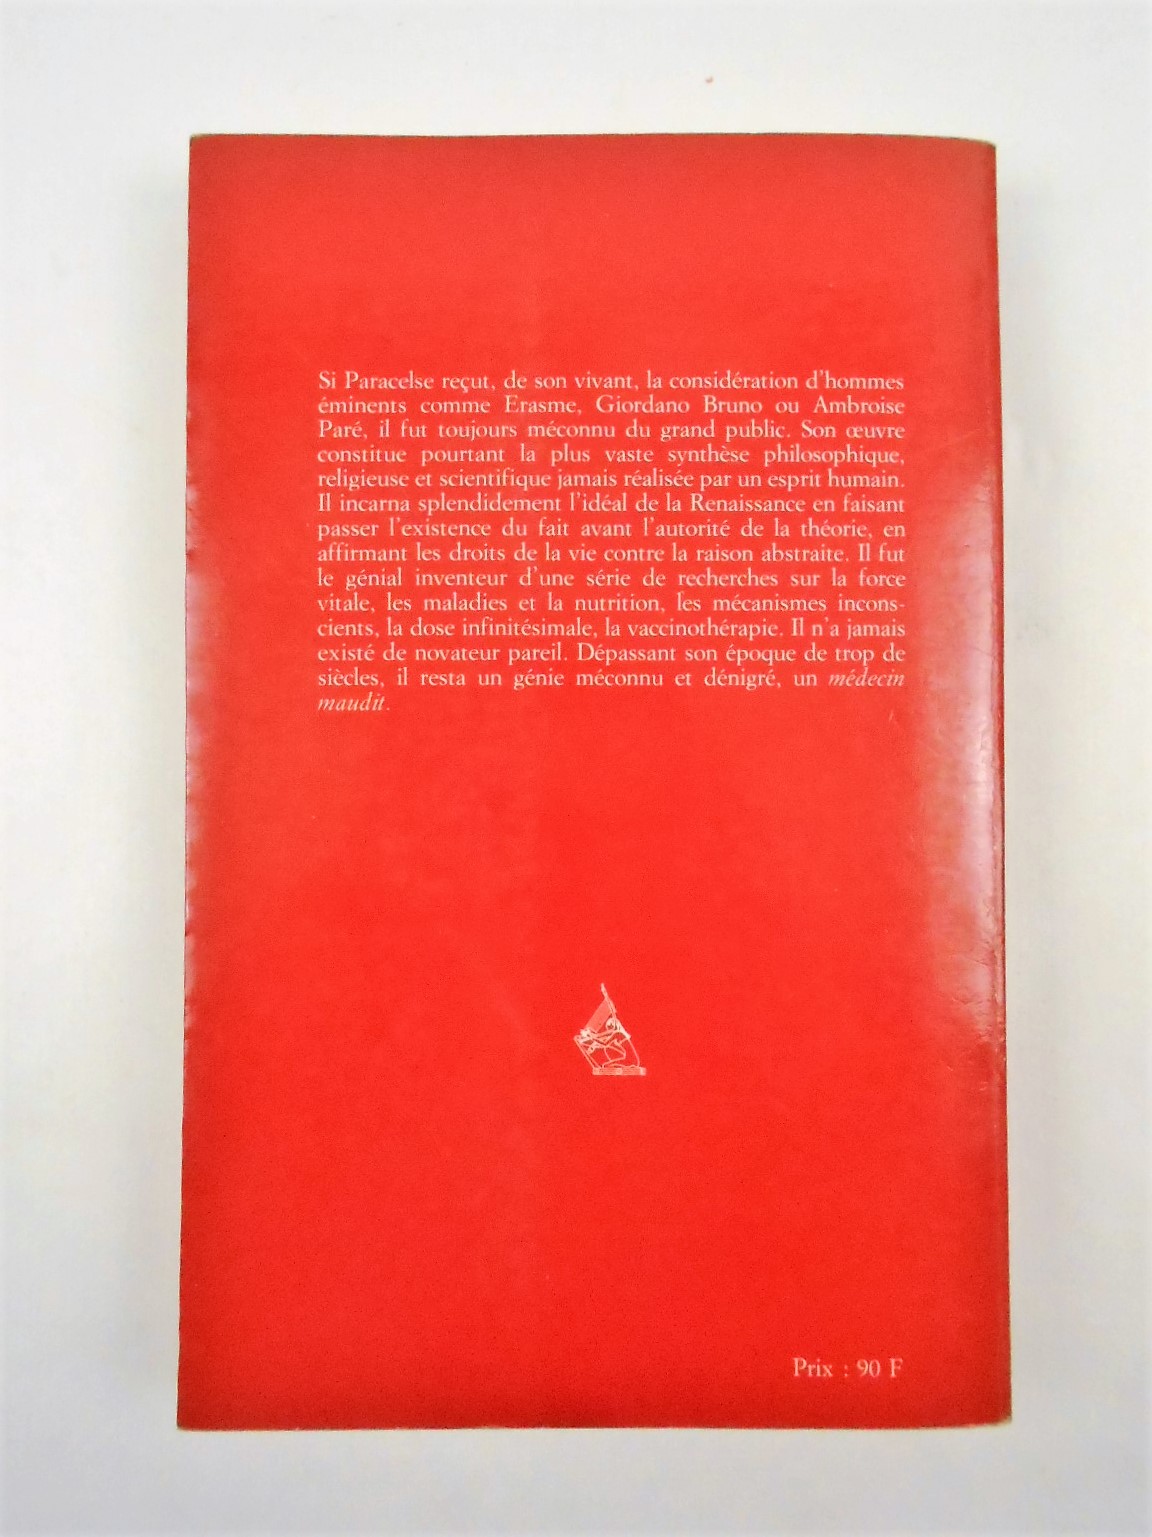 Si Paracelse reçut, de son vivant, la considération d'hommes
éminents comme Erasme, Giordano Bruno ou Ambroise
Paré, il fut toujours méconnu du grand public. Son œuvre
constitue pourtant la plus vaste synthèse philosophique,
religieuse et scientifique jamais réalisée par un esprit humain.
Il incarna splendidement l'idéal de la Renaissance en faisant
passer l'existence du fait avant l'autorité de la théorie, en
affirmant les droits de la vie contre la raison abstraite. Il fut
le génial inventeur d'une série de recherches sur la force
vitale, les maladies et la nutrition, les mécanismes incons-
cients, la dose infinitésimale, la vaccinothérapie. Il n'a jamais
existé de novateur pareil. Dépassant son époque de trop de
siècles, il resta un génie méconnu et dénigré, un médecin
maudit.
Prix : 90 F